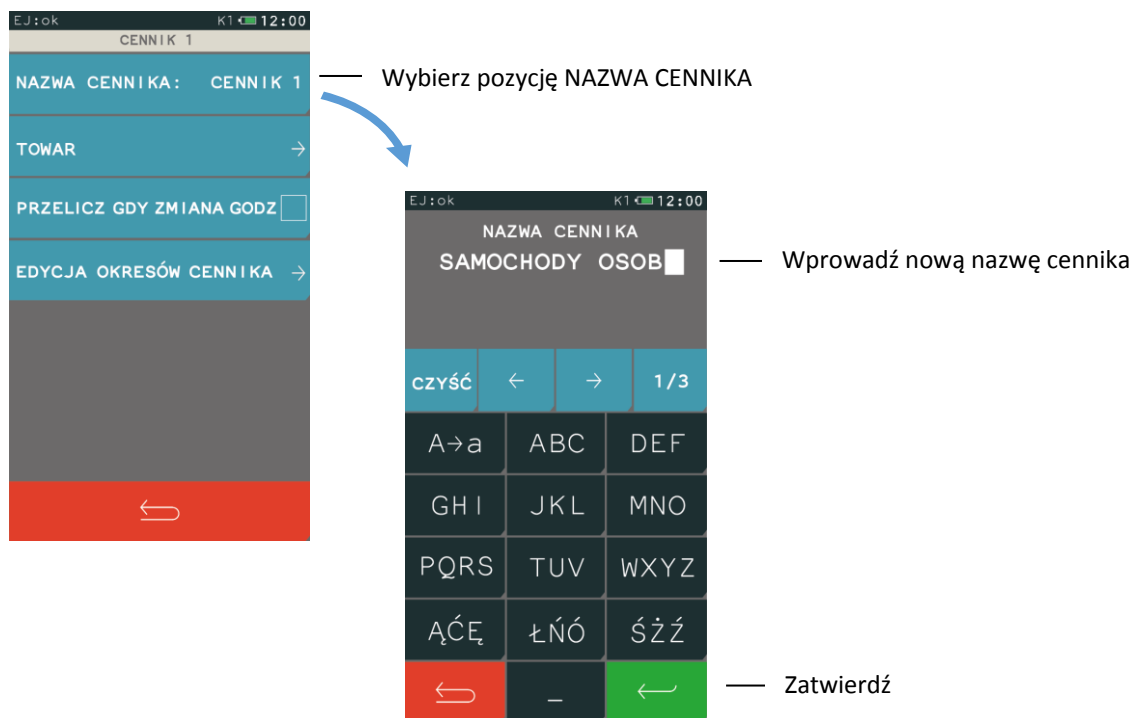 EJ:ok K1 12:00
CENNIK 1
NAZWA CENNIKA: CENNIK 1
TOWAR →
PRZELICZ GDY ZMIANA GODZ
EDYCJA OKRESÓW CENNIKA →
Wybierz pozycję NAZWA CENNIKA
EJ:ok K1 12:00
NAZWA CENNIKA
SAMOCHODY OSOB
Wprowadź nową nazwę cennika
CZYŚĆ ← → 1/3
A→a ABC DEF
GHI JKL MNO
PQRS TUV WXYZ
ĄĆĘ ŁŃÓ ŚŻŹ
_
Zatwierdź